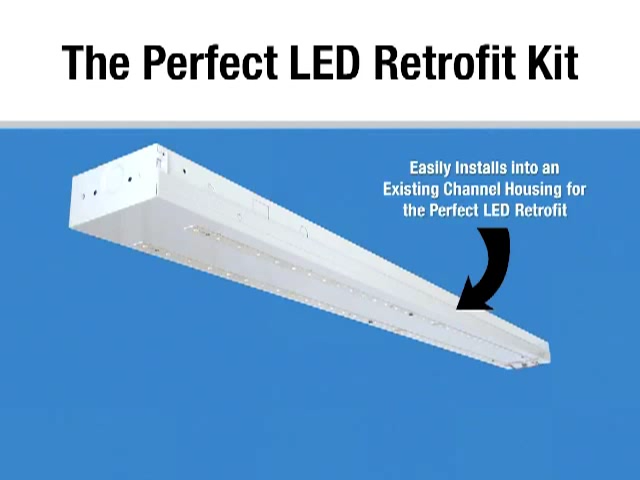 The Perfect LED Retrofit Kit
Easily Installs into an
Existing Channel Housing for
the Perfect LED Retrofit